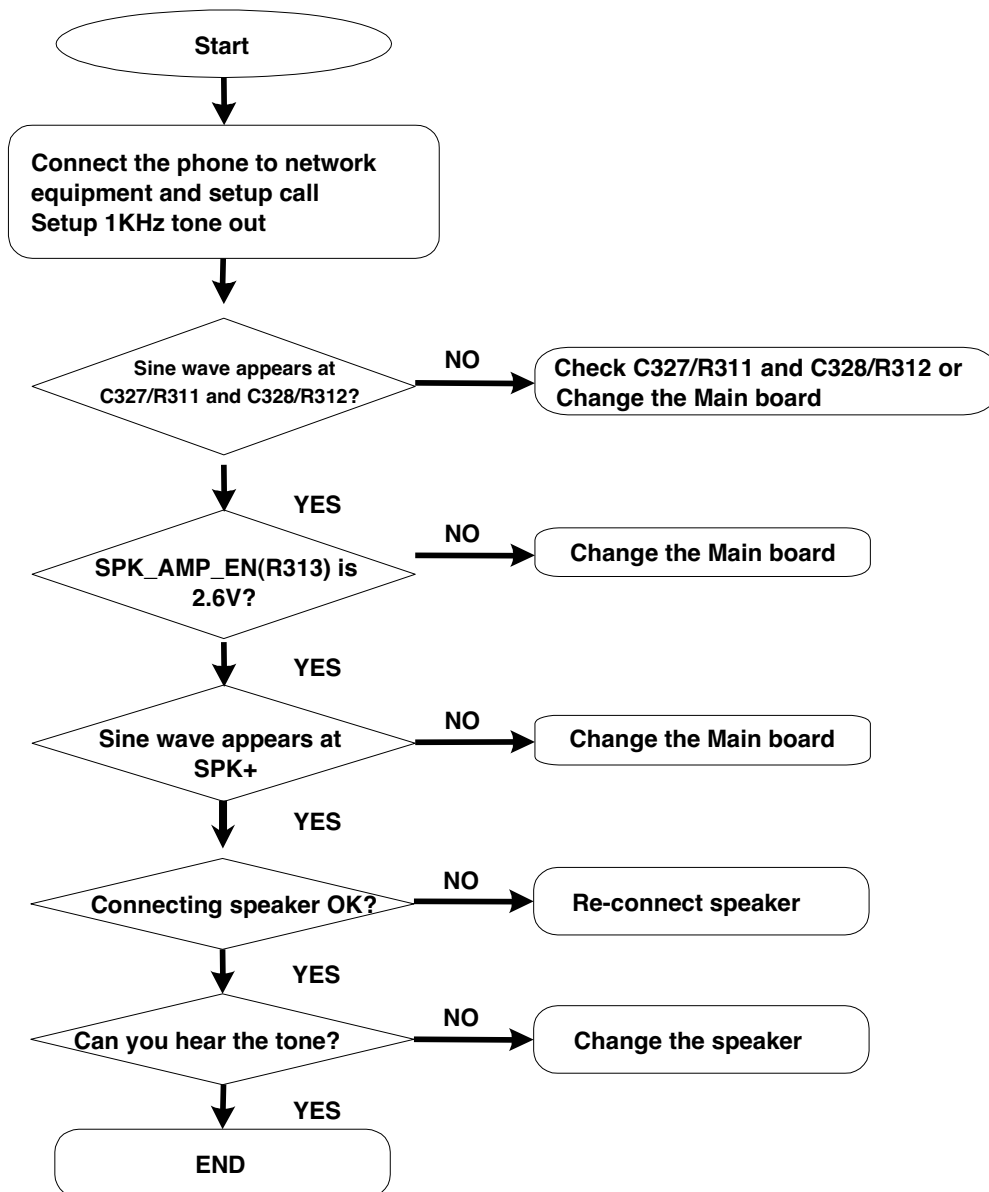 Start
Connect the phone to network
equipment and setup call
Setup 1KHz tone out
Sine wave appears at
C327/R311 and C328/R312?
NO
Check C327/R311 and C328/R312 or
Change the Main board
YES
SPK_AMP_EN(R313) is
2.6V?
NO
Change the Main board
YES
Sine wave appears at
SPK+
NO
Change the Main board
YES
Connecting speaker OK?
NO
Re-connect speaker
YES
Can you hear the tone?
NO
Change the speaker
YES
END